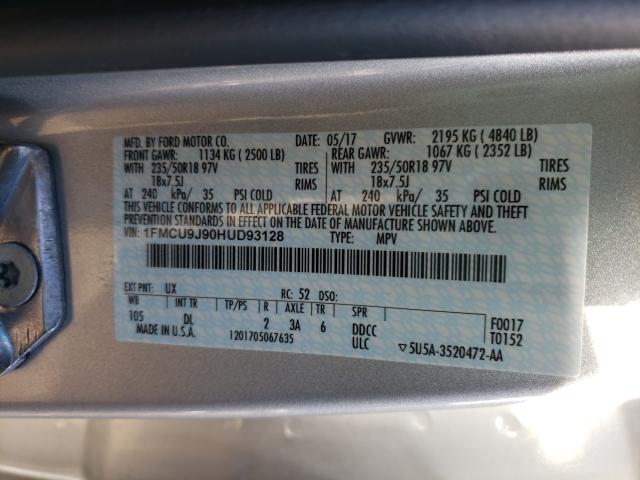 MFD. BY FORD MOTOR CO. DATE: 05/17 GVWR: 2195 KG ( 4840 LB)
FRONT GAWR: 1134 KG ( 2500 LB) REAR GAWR: 1067 KG ( 2352 LB)
WITH 235/50R18 97V TIRES WITH 235/50R18 97V TIRES
18x7.5J RIMS 18x7.5J RIMS
AT 240 kPa/ 35 PSI COLD AT 240 kPa/ 35 PSI COLD
THIS VEHICLE CONFORMS TO ALL APPLICABLE FEDERAL MOTOR VEHICLE SAFETY AND THEFT
PREVENTION STANDARDS IN EFFECT ON THE DATE OF MANUFACTURE SHOWN ABOVE.
VIN: 1FMCU9J90HUD93128 TYPE: MPV
EXT PNT: UX RC: 52 DSO:
WB INT TR TP/PS R AXLE TR SPR F0017
105 DL 2 3A 6 DDCC T0152
MADE IN U.S.A. 1201705067635 ULC ▽5U5A-3520472-AA